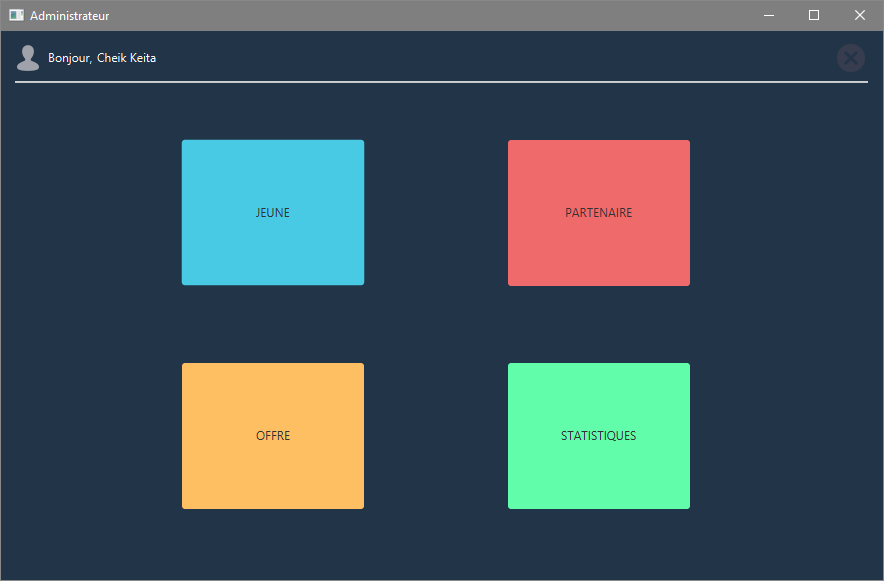 Administrateur
Bonjour, Cheik Keita
JEUNE
PARTENAIRE
OFFRE
STATISTIQUES